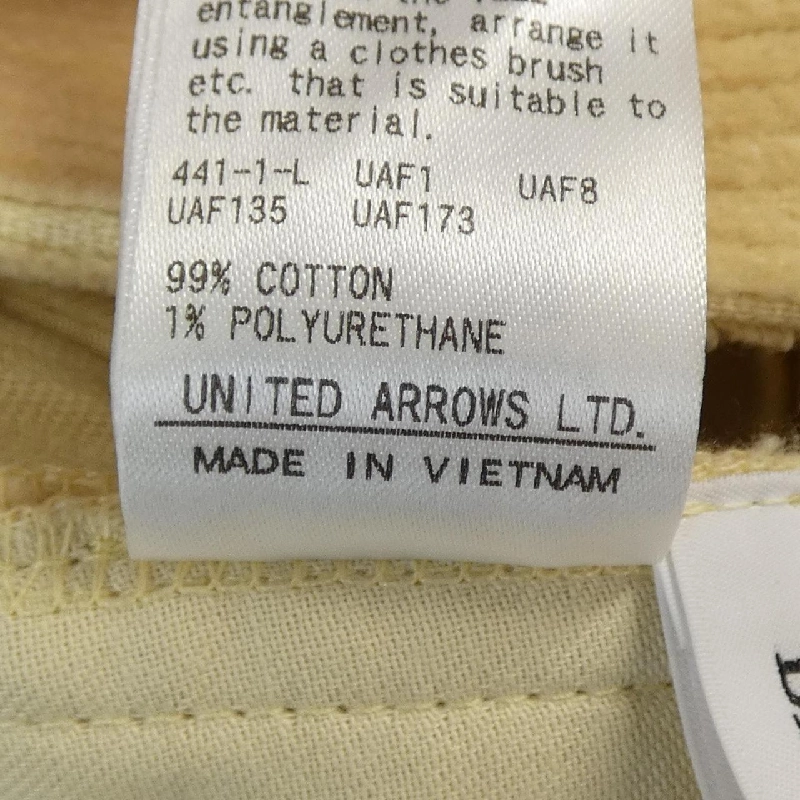 entanglement, arrange it
using a clothes brush
etc. that is suitable to
the material.
441-1-L UAF1 UAF8
UAF135 UAF173
99% COTTON
1% POLYURETHANE
UNITED ARROWS LTD.
MADE IN VIETNAM